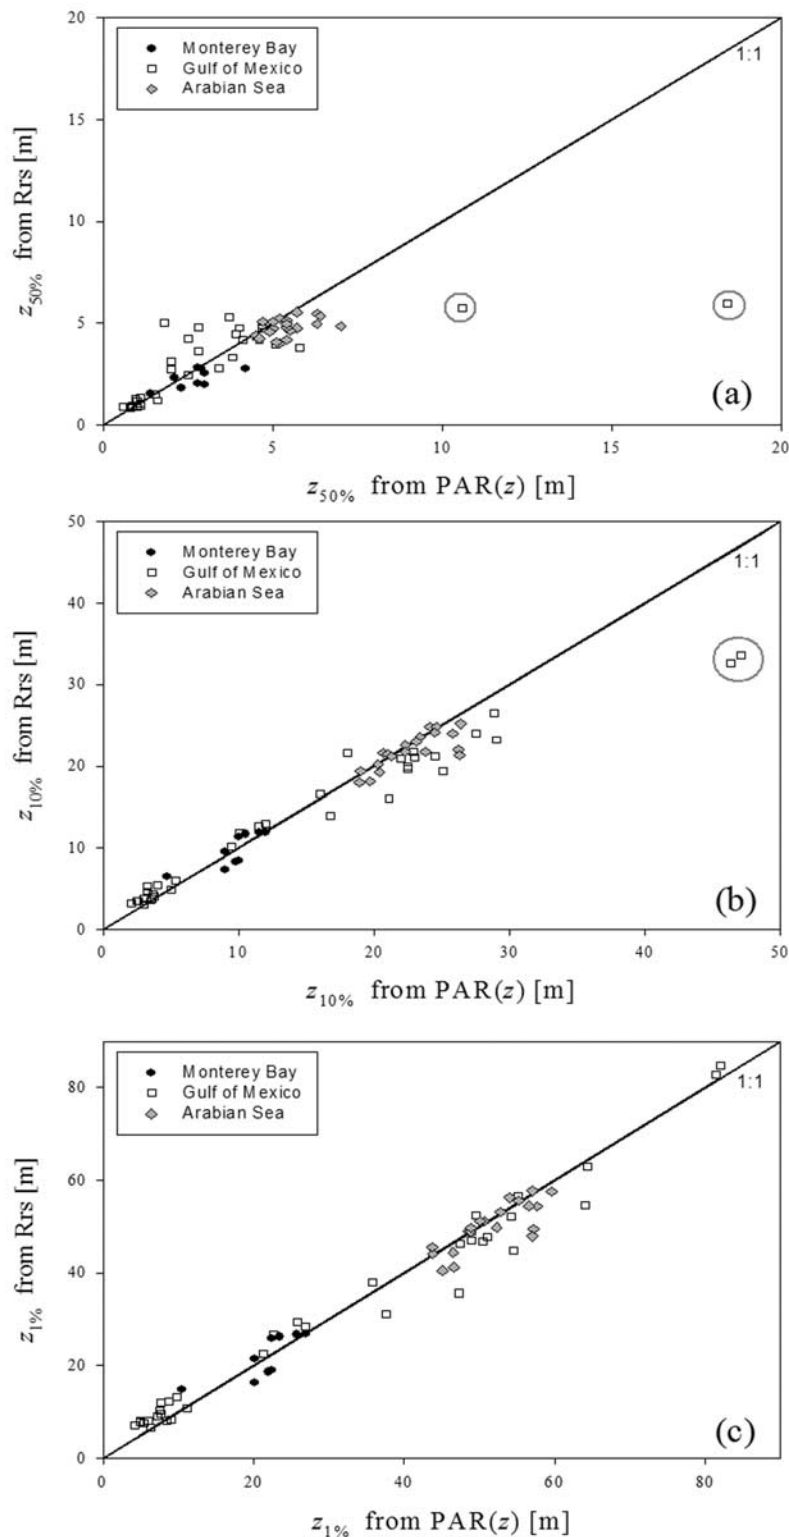 20
15
10
5
0
z50% from Rrs [m]
Monterey Bay
Gulf of Mexico
Arabian Sea
1:1
(a)
0 5 10 15 20
z50% from PAR(z) [m]
50
40
30
20
10
0
z10% from Rrs [m]
Monterey Bay
Gulf of Mexico
Arabian Sea
1:1
(b)
0 10 20 30 40 50
z10% from PAR(z) [m]
80
60
40
20
0
z1% from Rrs [m]
Monterey Bay
Gulf of Mexico
Arabian Sea
1:1
(c)
0 20 40 60 80
z1% from PAR(z) [m]